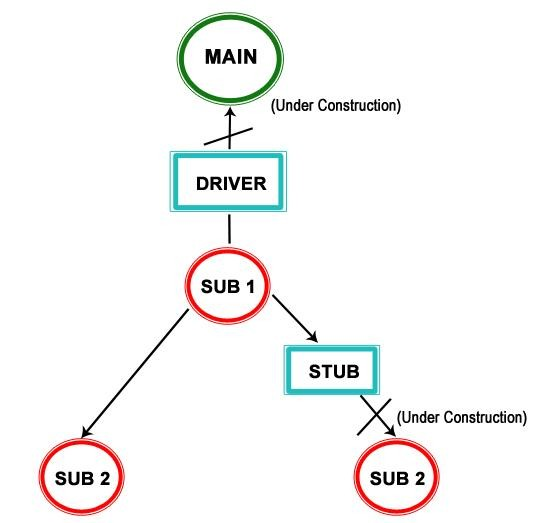 MAIN
(Under Construction)
DRIVER
SUB 1
STUB
(Under Construction)
SUB 2
SUB 2